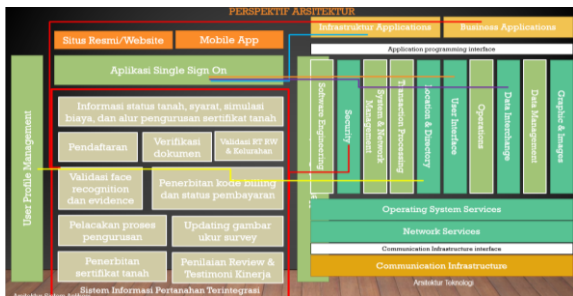 PERSPEKTIF ARSITEKTUR
Situs Resmi/Website
Mobile App
Aplikasi Single Sign On
User Profile Management
Informasi status tanah, syarat, simulasi
biaya, dan alur pengurusan sertifikat tanah
Pendaftaran
Verifikasi
dokumen
Validasi RT RW
& Kelurahan
Validasi face
recognition
dan evidence
Penerbitan kode billing
dan status pembayaran
Pelacakan proses
pengurusan
Updating gambar
ukur survey
Penerbitan
sertifikat tanah
Penilaian Review &
Testimoni Kinerja
Sistem Informasi Pertanahan Terintegrasi
Infrastruktur Applications
Business Applications
Application programming interface
Software Engineering
Security
System & Network
Management
Transaction Processing
Location & Directory
User Interface
Operations
Data Interchange
Data Management
Graphic & Images
Operating System Services
Network Services
Communication Infrastructure interface
Communication Infrastructure
Arsitektur Teknologi